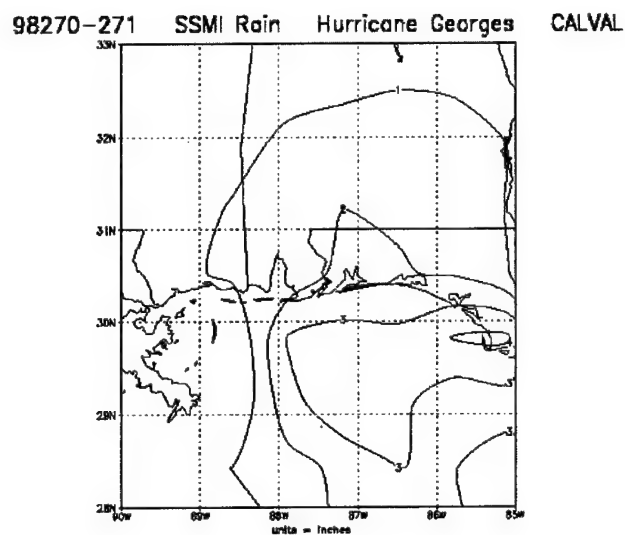 98270-271 SSMI Rain Hurricane Georges CALVAL
33N
1
32N
31N
30N
3
29N
3
3
3
28N
90W 89W 88W 87W 86W 85W
units = inches